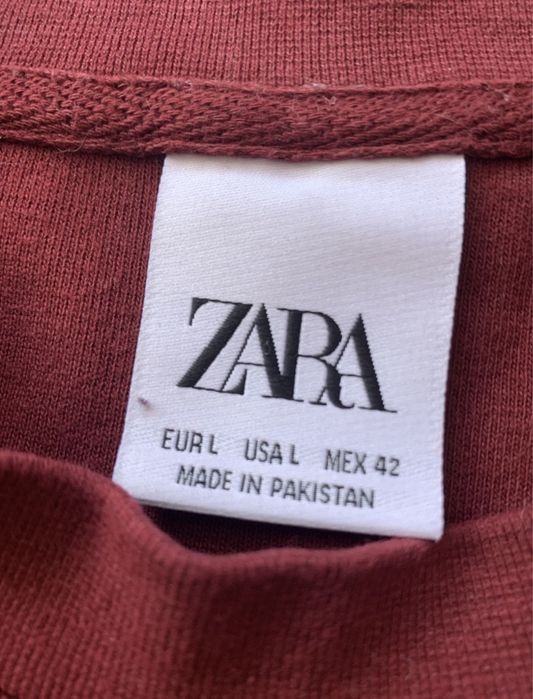 ZARA
EUR L USA L MEX 42
MADE IN PAKISTAN